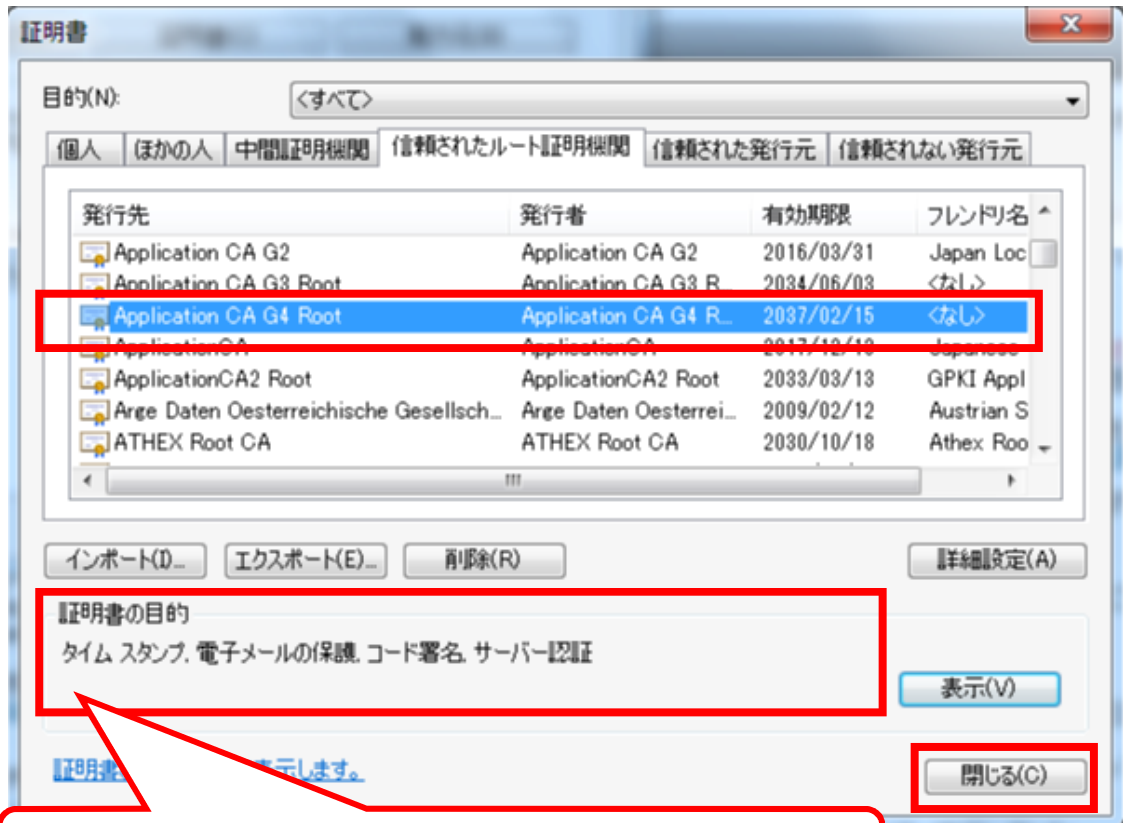 証明書
目的(N):
<すべて>
個人 ほかの人 中間証明機関 信頼されたルート証明機関 信頼された発行元 信頼されない発行元
発行先 発行者 有効期限 フレンドリ名
Application CA G2 Application CA G2 2016/03/31 Japan Loc
Application CA G3 Root Application CA G3 R... 2034/06/03 <なし>
Application CA G4 Root Application CA G4 R... 2037/02/15 <なし>
ApplicationCA ApplicationCA 2017/12/13 Japanese
ApplicationCA2 Root ApplicationCA2 Root 2033/03/13 GPKI Appl
Arge Daten Oesterreichische Gesellsch... Arge Daten Oesterrei... 2009/02/12 Austrian S
ATHEX Root CA ATHEX Root CA 2030/10/18 Athex Roo
インポート(I)... エクスポート(E)... 削除(R) 詳細設定(A)
証明書の目的
タイム スタンプ, 電子メールの保護, コード署名, サーバー認証
表示(V)
証明書 表示します。
閉じる(C)